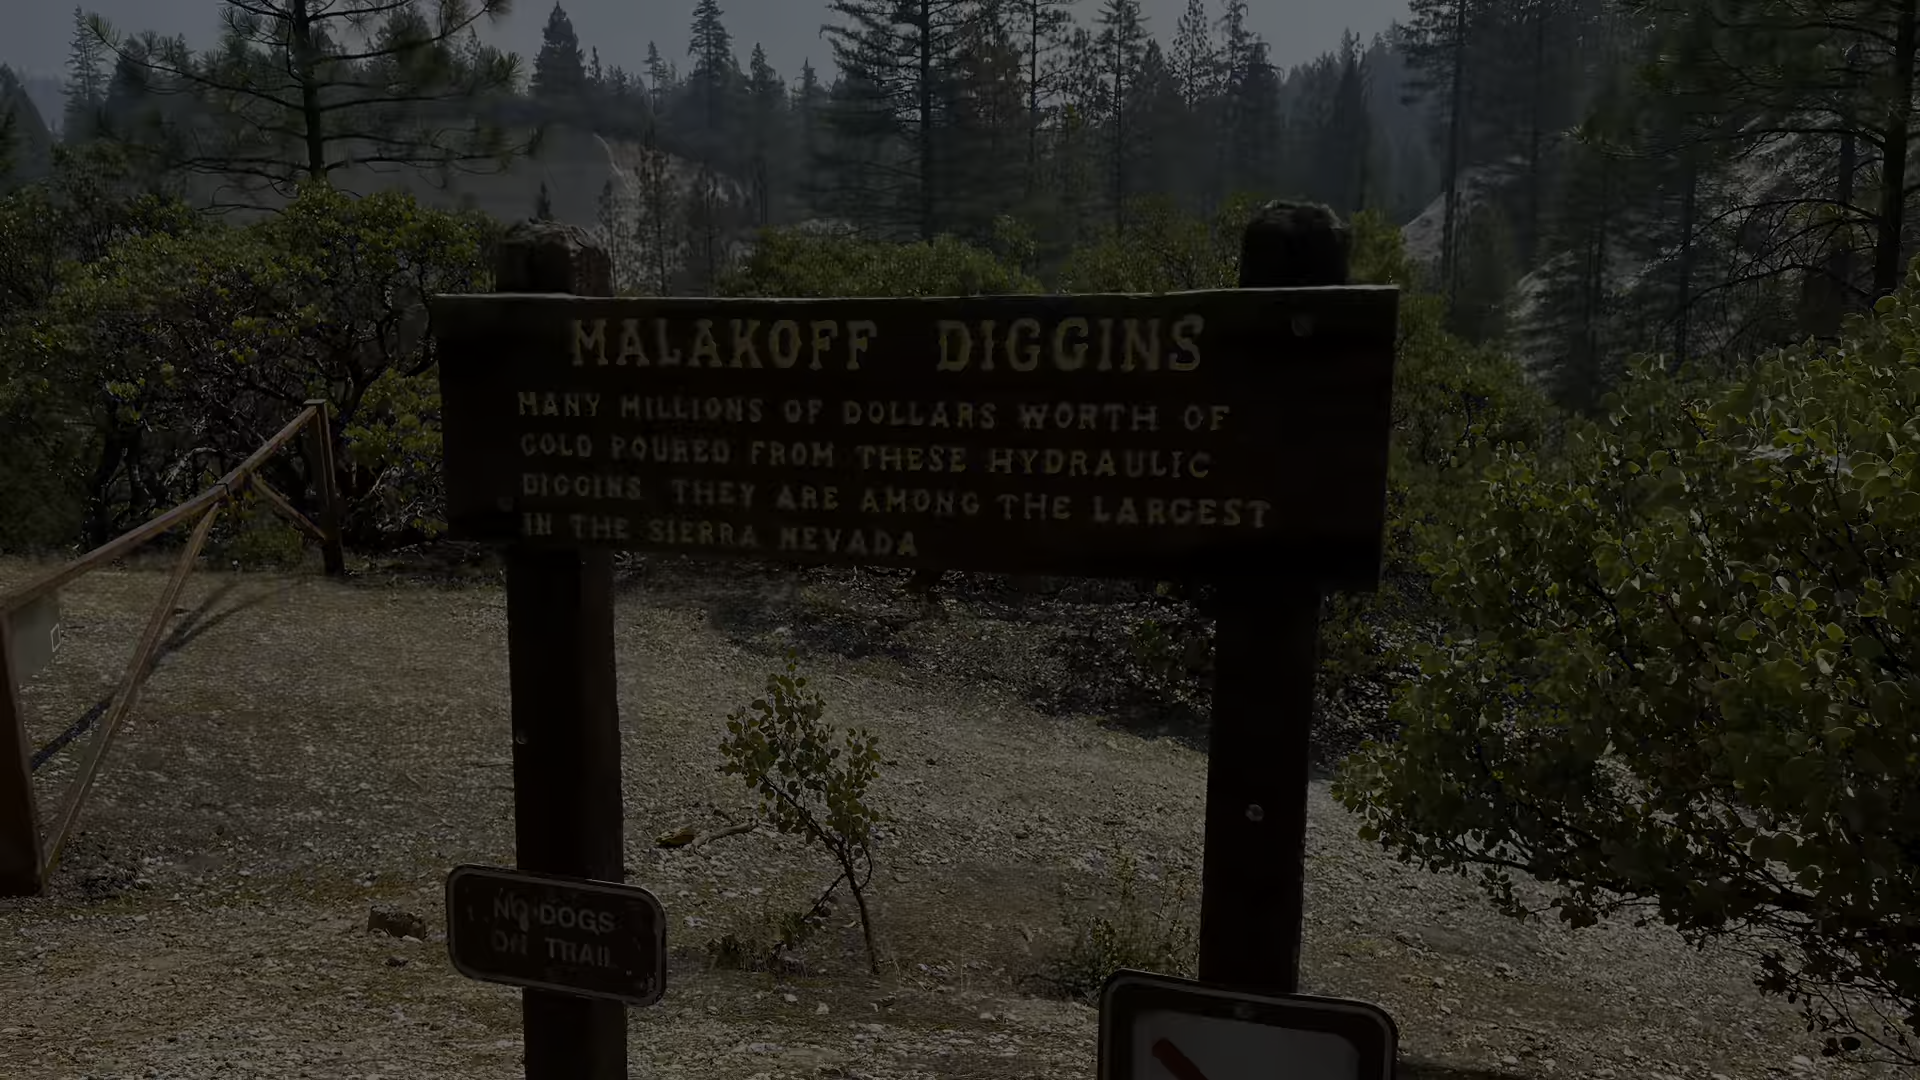 MALAKOFF DIGGINS
MANY MILLIONS OF DOLLARS WORTH OF
GOLD POURED FROM THESE HYDRAULIC
DIGGINS. THEY ARE AMONG THE LARGEST
IN THE SIERRA NEVADA
NO DOGS
ON TRAIL